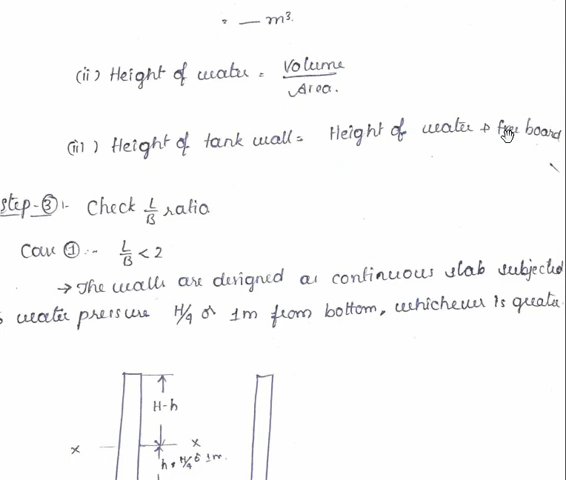 = — m³.
(ii) Height of water = Volume / Area.
(iii) Height of tank wall = Height of water + free board
Step-③:- Check L/B ratio
Case ①:- L/B < 2
→ The walls are designed as continuous slab subjected
water pressure H/4 or 1m from bottom, whichever is greater
H-h
x x
h = H/4 or 1m.